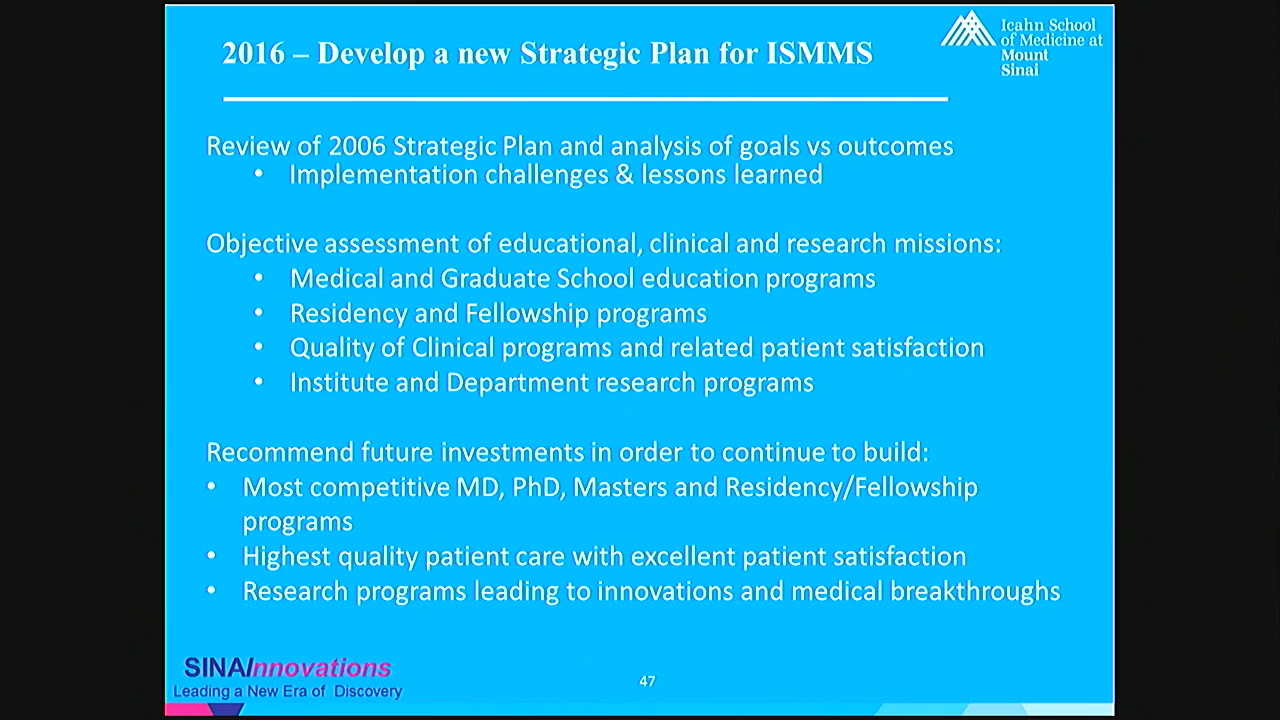 2016 – Develop a new Strategic Plan for ISMMS
Icahn School
of Medicine at
Mount
Sinai
Review of 2006 Strategic Plan and analysis of goals vs outcomes
• Implementation challenges & lessons learned
Objective assessment of educational, clinical and research missions:
• Medical and Graduate School education programs
• Residency and Fellowship programs
• Quality of Clinical programs and related patient satisfaction
• Institute and Department research programs
Recommend future investments in order to continue to build:
• Most competitive MD, PhD, Masters and Residency/Fellowship
programs
• Highest quality patient care with excellent patient satisfaction
• Research programs leading to innovations and medical breakthroughs
SINAInnovations
Leading a New Era of Discovery
47